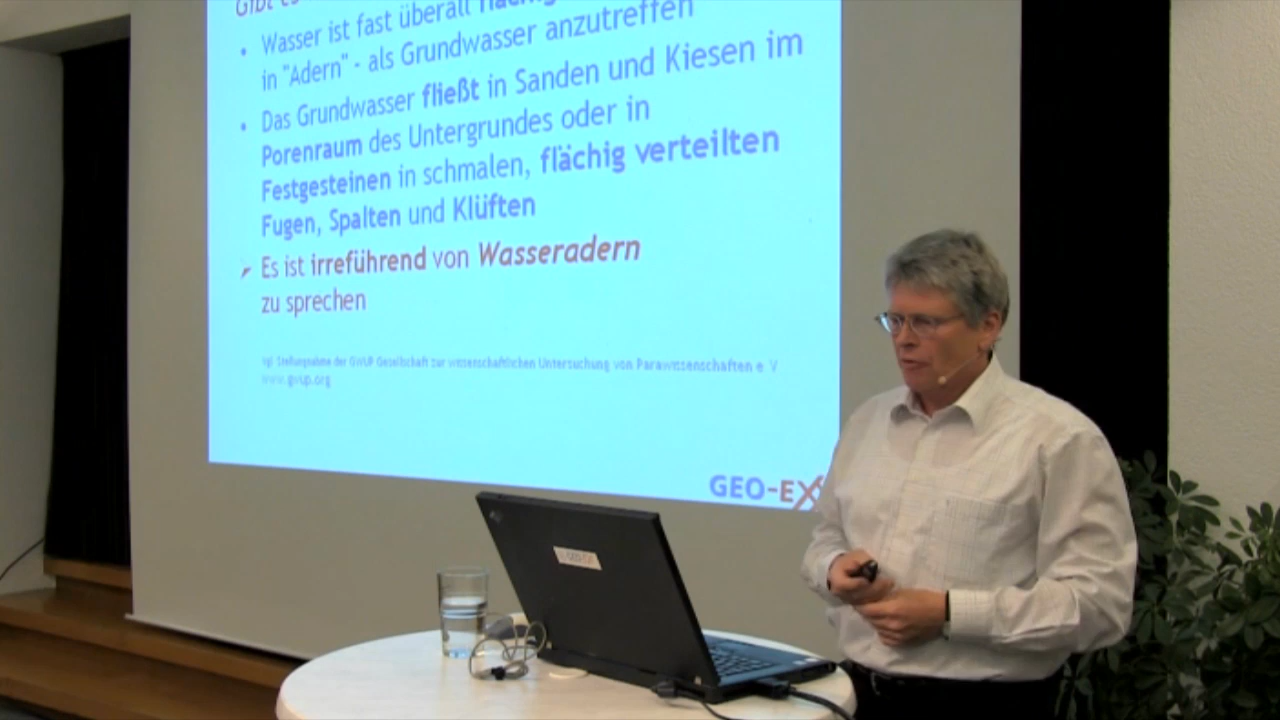 Gibt es
• Wasser ist fast überall flächig
in "Adern" - als Grundwasser anzutreffen
• Das Grundwasser fließt in Sanden und Kiesen im
Porenraum des Untergrundes oder in
Festgesteinen in schmalen, flächig verteilten
Fugen, Spalten und Klüften
Es ist irreführend von Wasseradern
zu sprechen
vgl. Stellungnahme der GWUP Gesellschaft zur wissenschaftlichen Untersuchung von Parawissenschaften e. V
www.gwup.org
GEO-EX